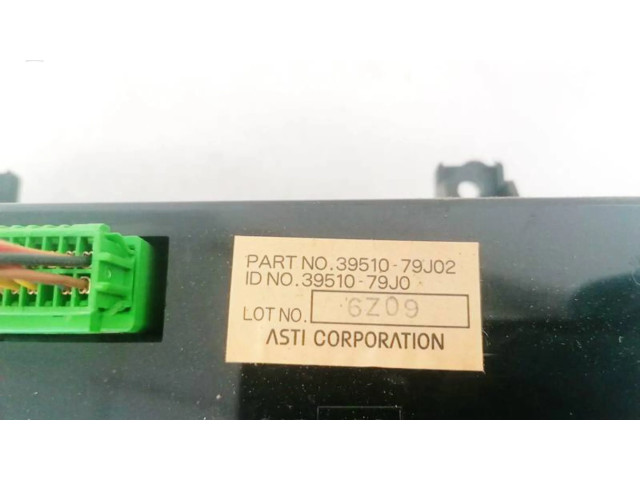 PART NO.39510-79J02
ID NO.39510-79J0
LOT NO. 6Z09
ASTI CORPORATION